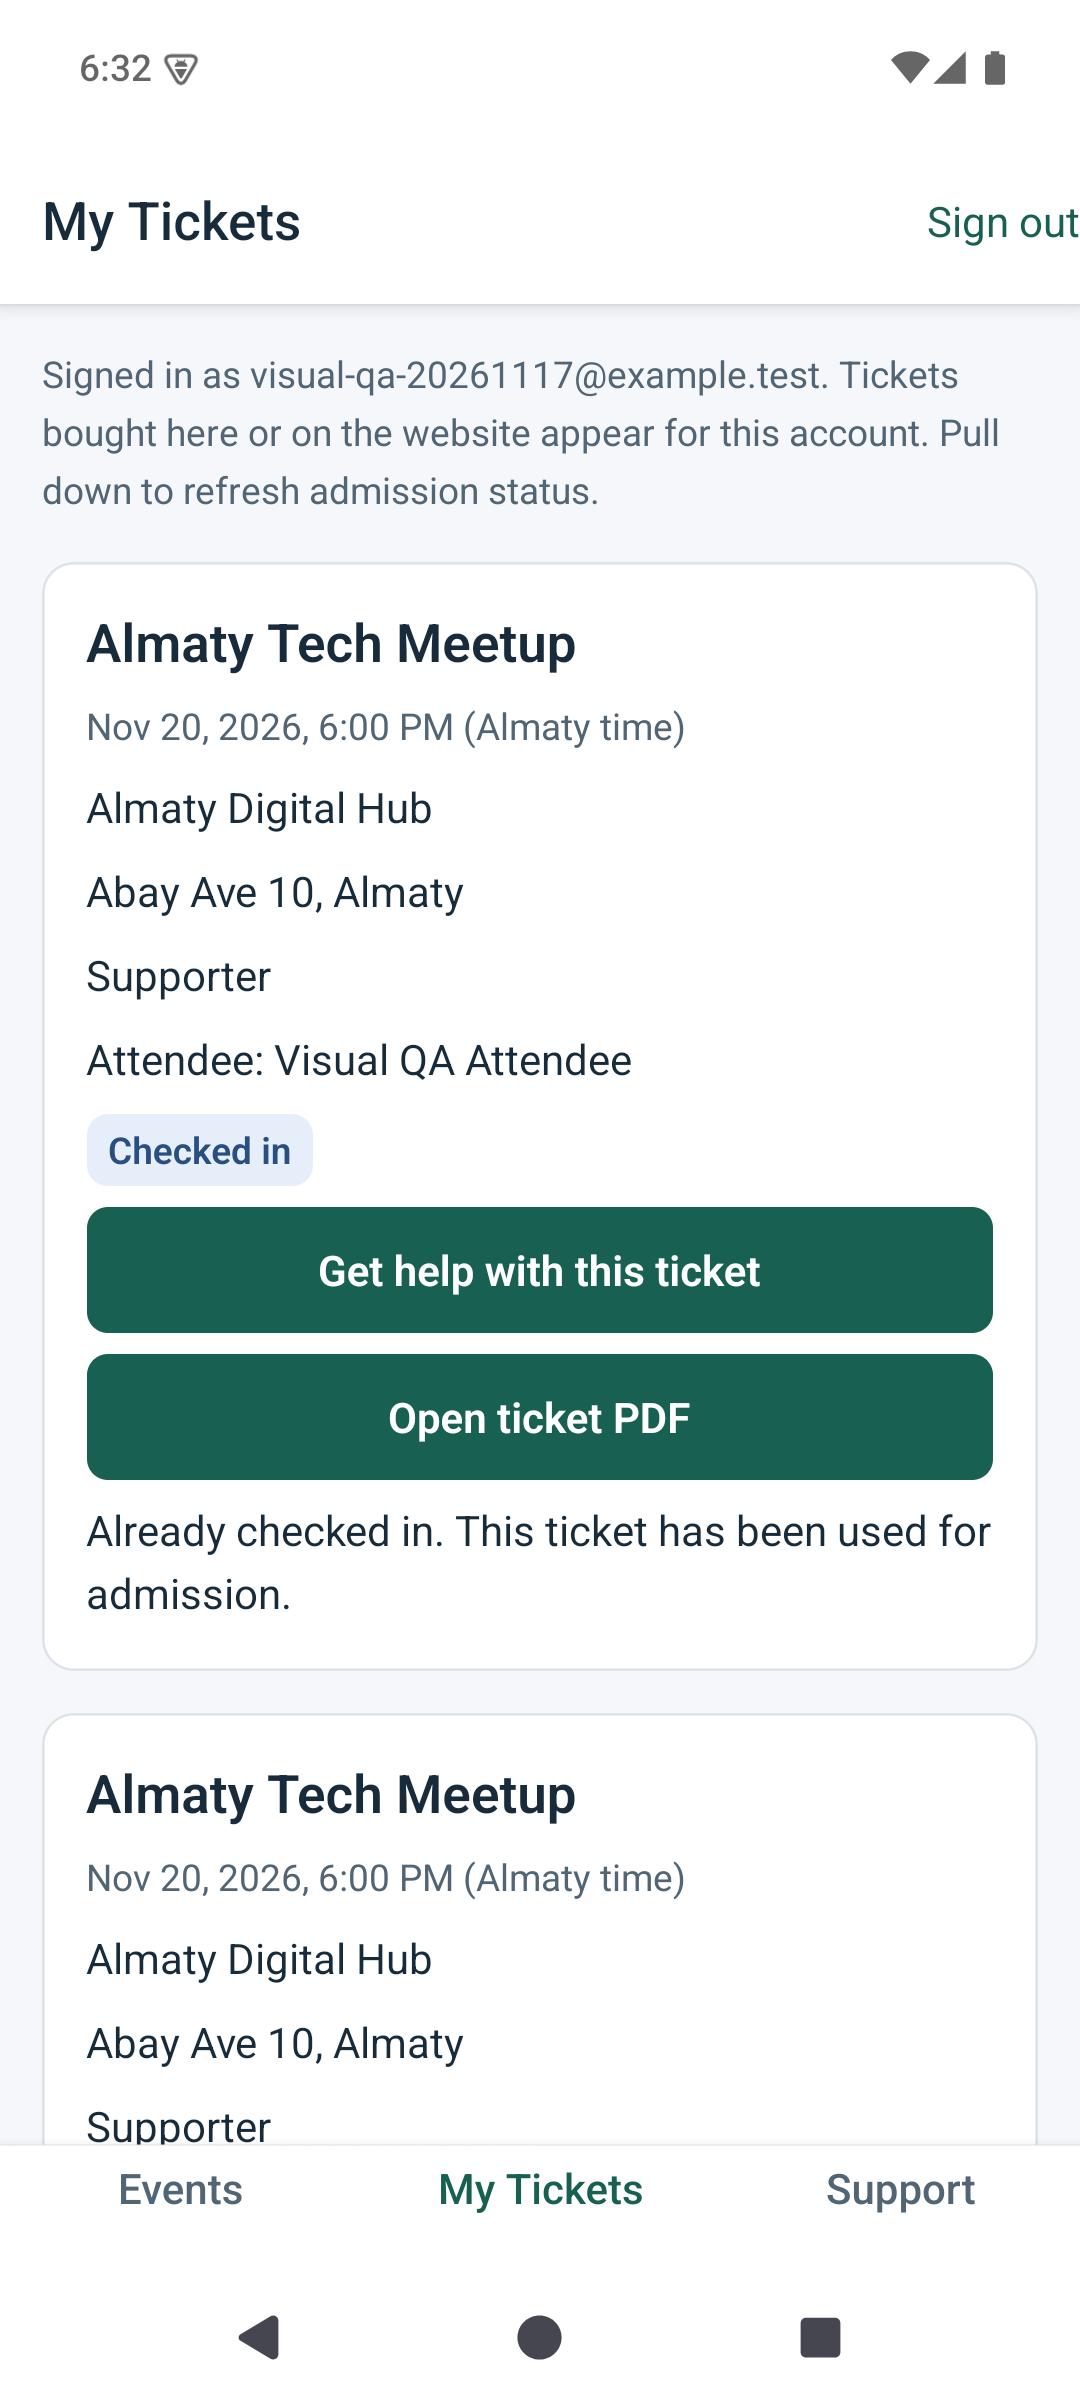 6:32
My Tickets
Sign out
Signed in as visual-qa-20261117@example.test. Tickets
bought here or on the website appear for this account. Pull
down to refresh admission status.
Almaty Tech Meetup
Nov 20, 2026, 6:00 PM (Almaty time)
Almaty Digital Hub
Abay Ave 10, Almaty
Supporter
Attendee: Visual QA Attendee
Checked in
Get help with this ticket
Open ticket PDF
Already checked in. This ticket has been used for
admission.
Almaty Tech Meetup
Nov 20, 2026, 6:00 PM (Almaty time)
Almaty Digital Hub
Abay Ave 10, Almaty
Supporter
Events
My Tickets
Support